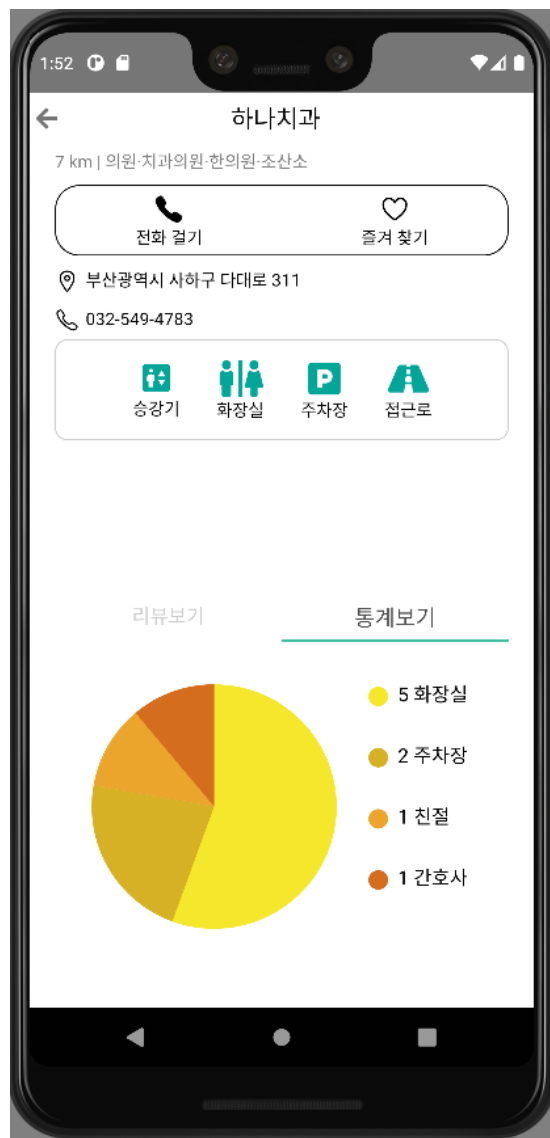 1:52
하나치과
7 km | 의원·치과의원·한의원·조산소
전화 걸기 즐겨 찾기
부산광역시 사하구 다대로 311
032-549-4783
P
승강기 화장실 주차장 접근로
리뷰보기 통계보기
5 화장실
2 주차장
1 친절
1 간호사